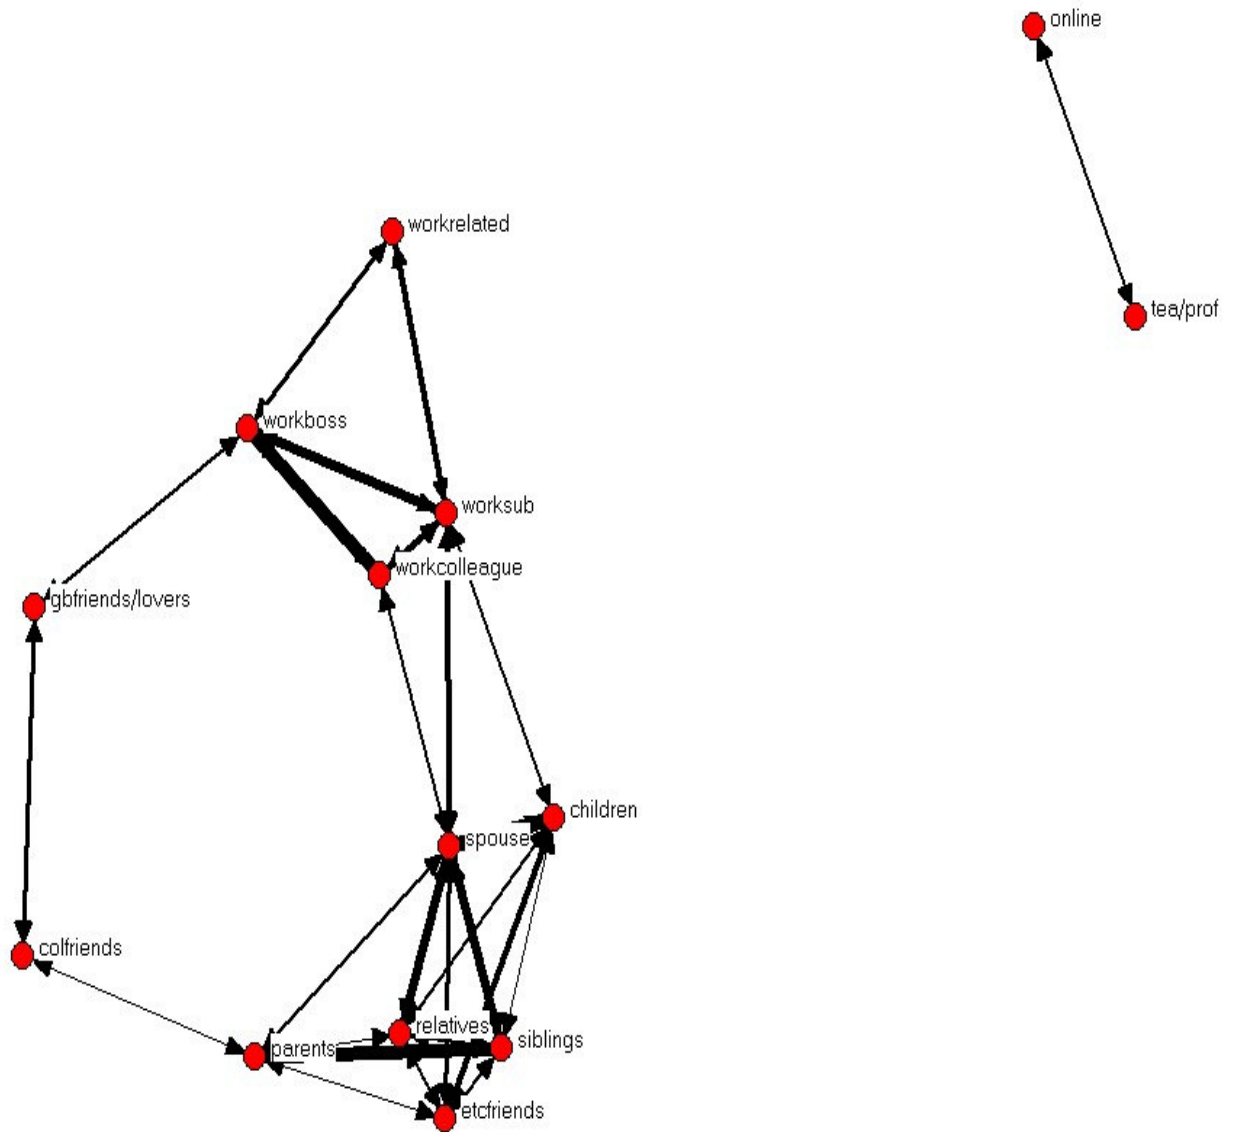 online
workrelated
tea/prof
workboss
worksub
workcolleague
gbfriends/lovers
children
spouse
colfriends
relatives
siblings
parents
etcfriends